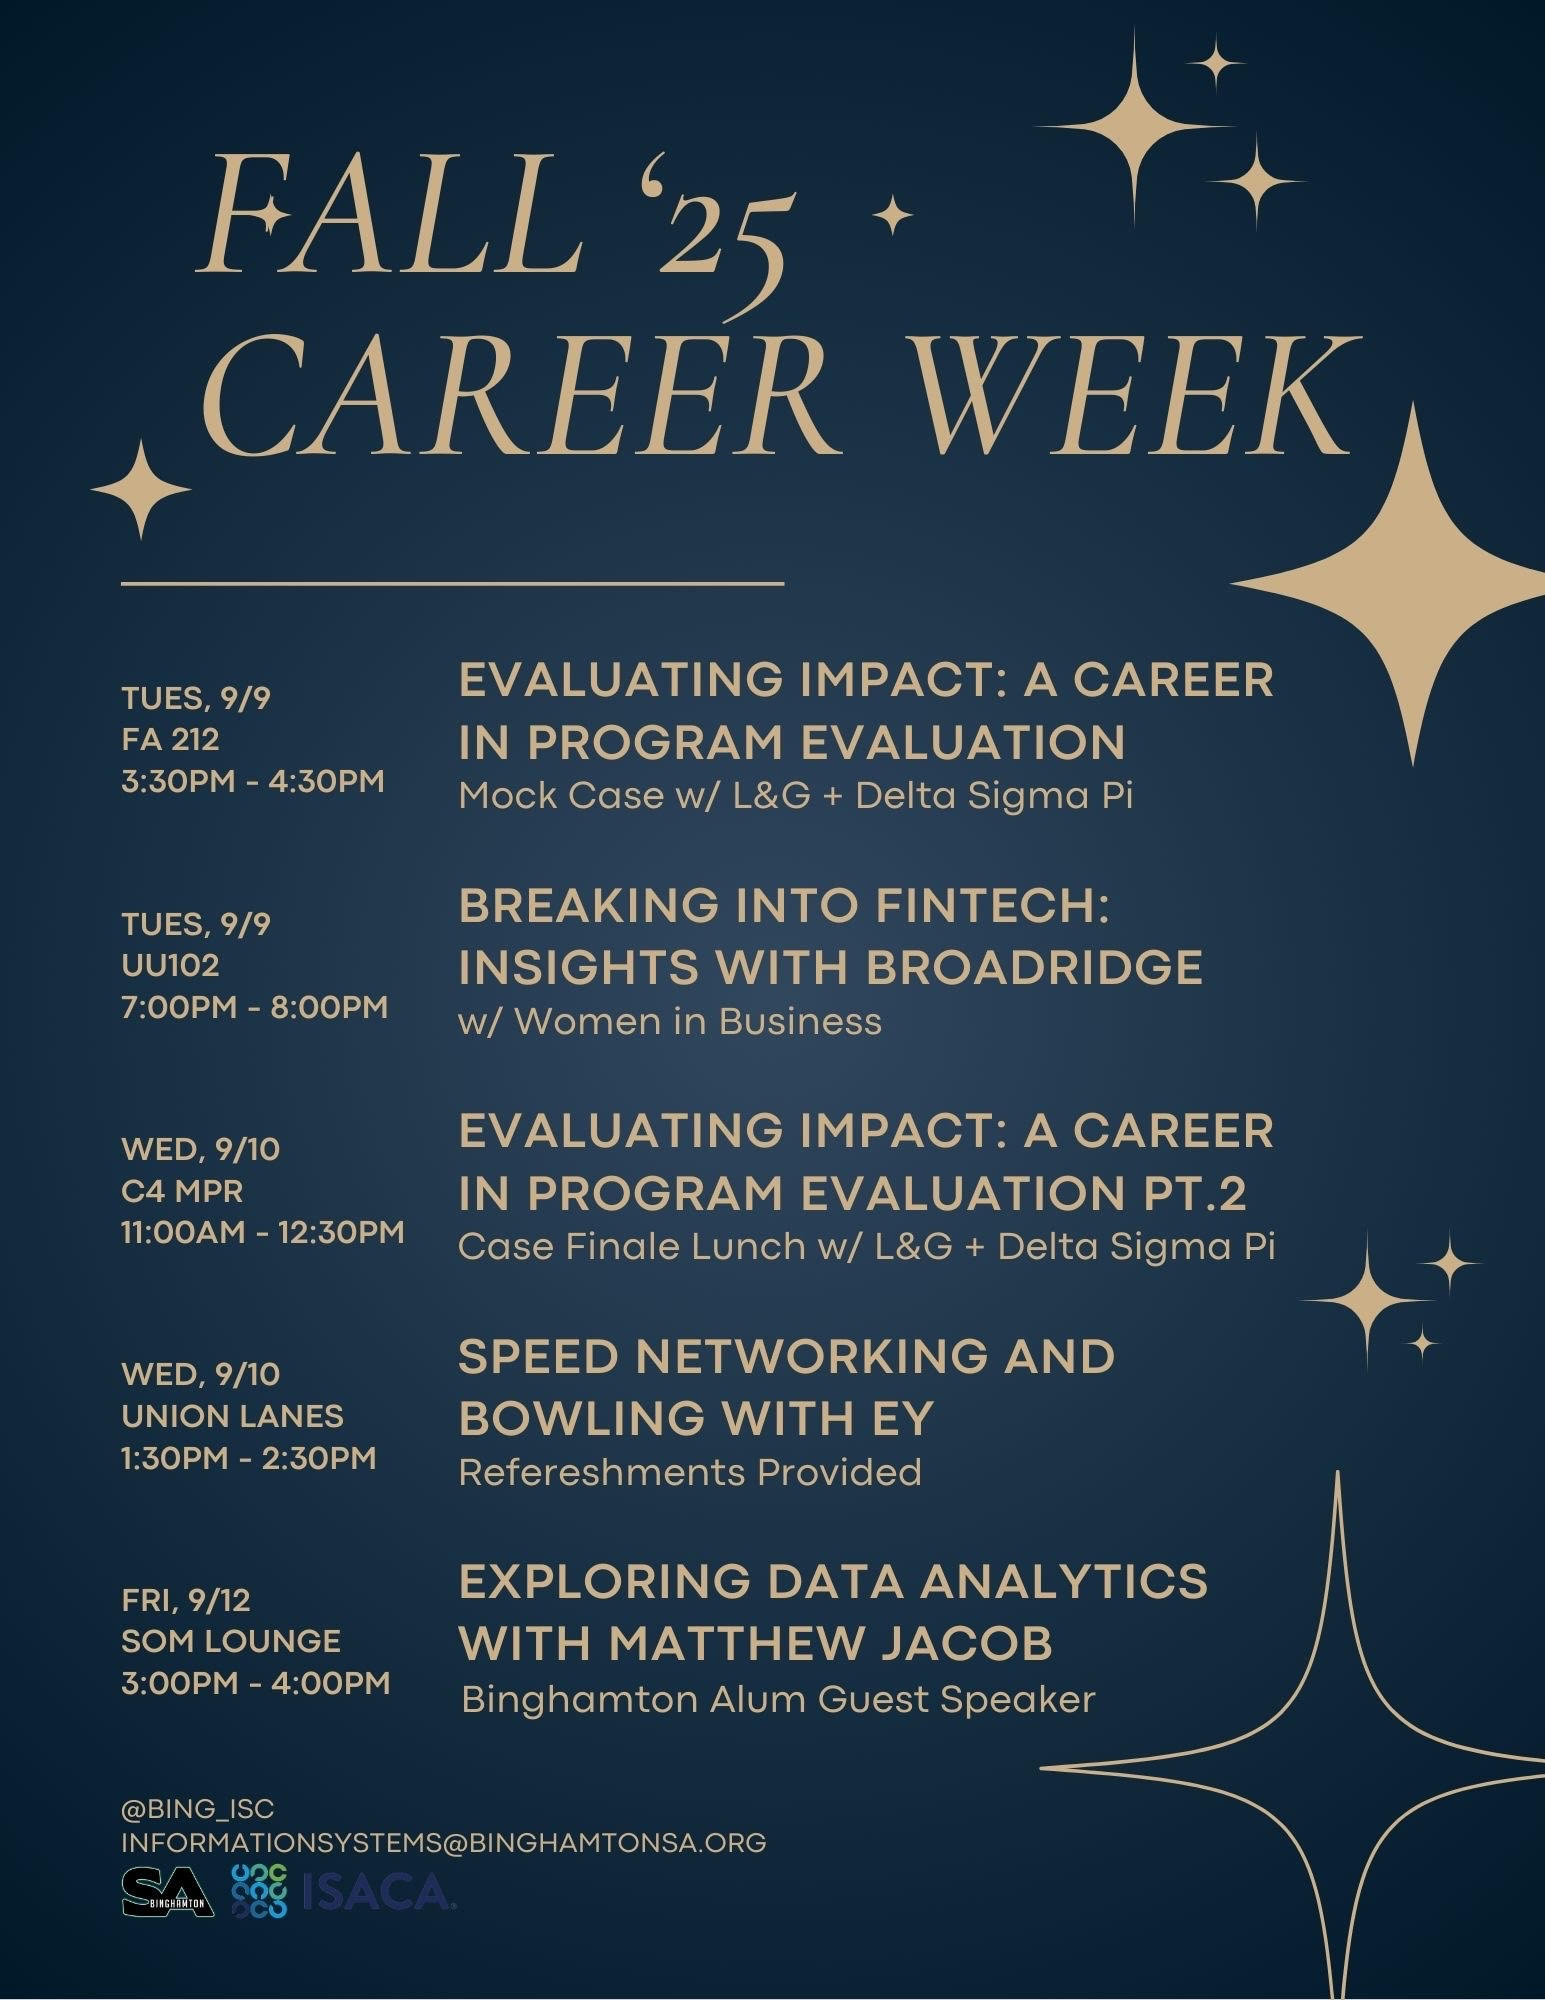 FALL ‘25
CAREER WEEK
TUES, 9/9
FA 212
3:30PM - 4:30PM
EVALUATING IMPACT: A CAREER
IN PROGRAM EVALUATION
Mock Case w/ L&G + Delta Sigma Pi
TUES, 9/9
UU102
7:00PM - 8:00PM
BREAKING INTO FINTECH:
INSIGHTS WITH BROADRIDGE
w/ Women in Business
WED, 9/10
C4 MPR
11:00AM - 12:30PM
EVALUATING IMPACT: A CAREER
IN PROGRAM EVALUATION PT.2
Case Finale Lunch w/ L&G + Delta Sigma Pi
WED, 9/10
UNION LANES
1:30PM - 2:30PM
SPEED NETWORKING AND
BOWLING WITH EY
Refereshments Provided
FRI, 9/12
SOM LOUNGE
3:00PM - 4:00PM
EXPLORING DATA ANALYTICS
WITH MATTHEW JACOB
Binghamton Alum Guest Speaker
@BING_ISC
INFORMATIONSYSTEMS@BINGHAMTONSA.ORG
SA
BINGHAMTON
ISACA®